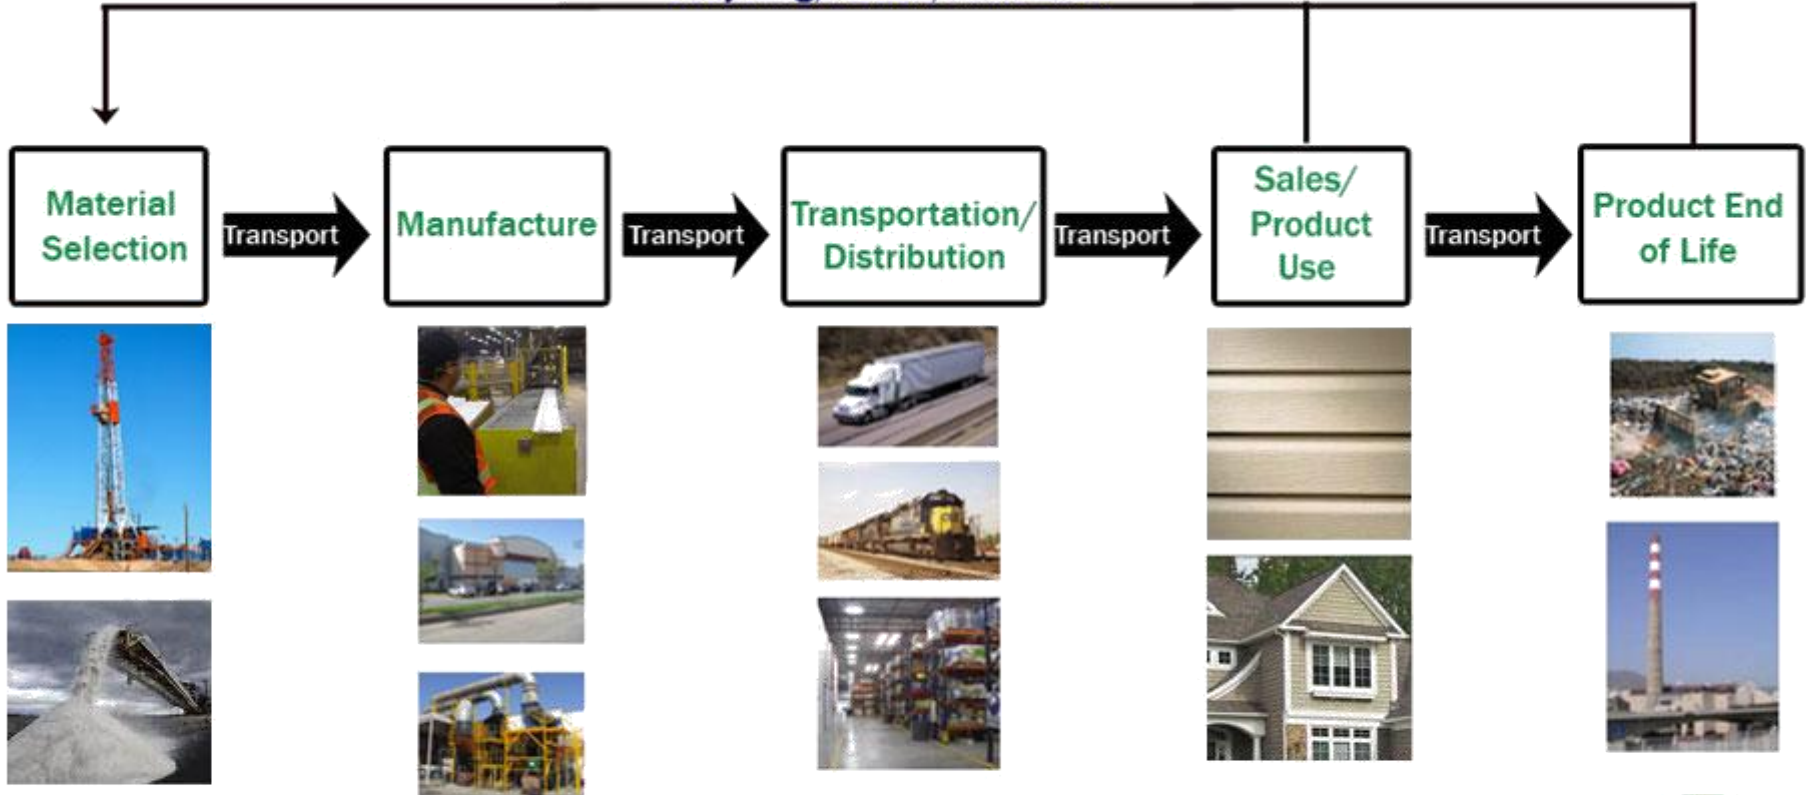 Material
Selection
Transport
Manufacture
Transport
Transportation/
Distribution
Transport
Sales/
Product
Use
Transport
Product End
of Life